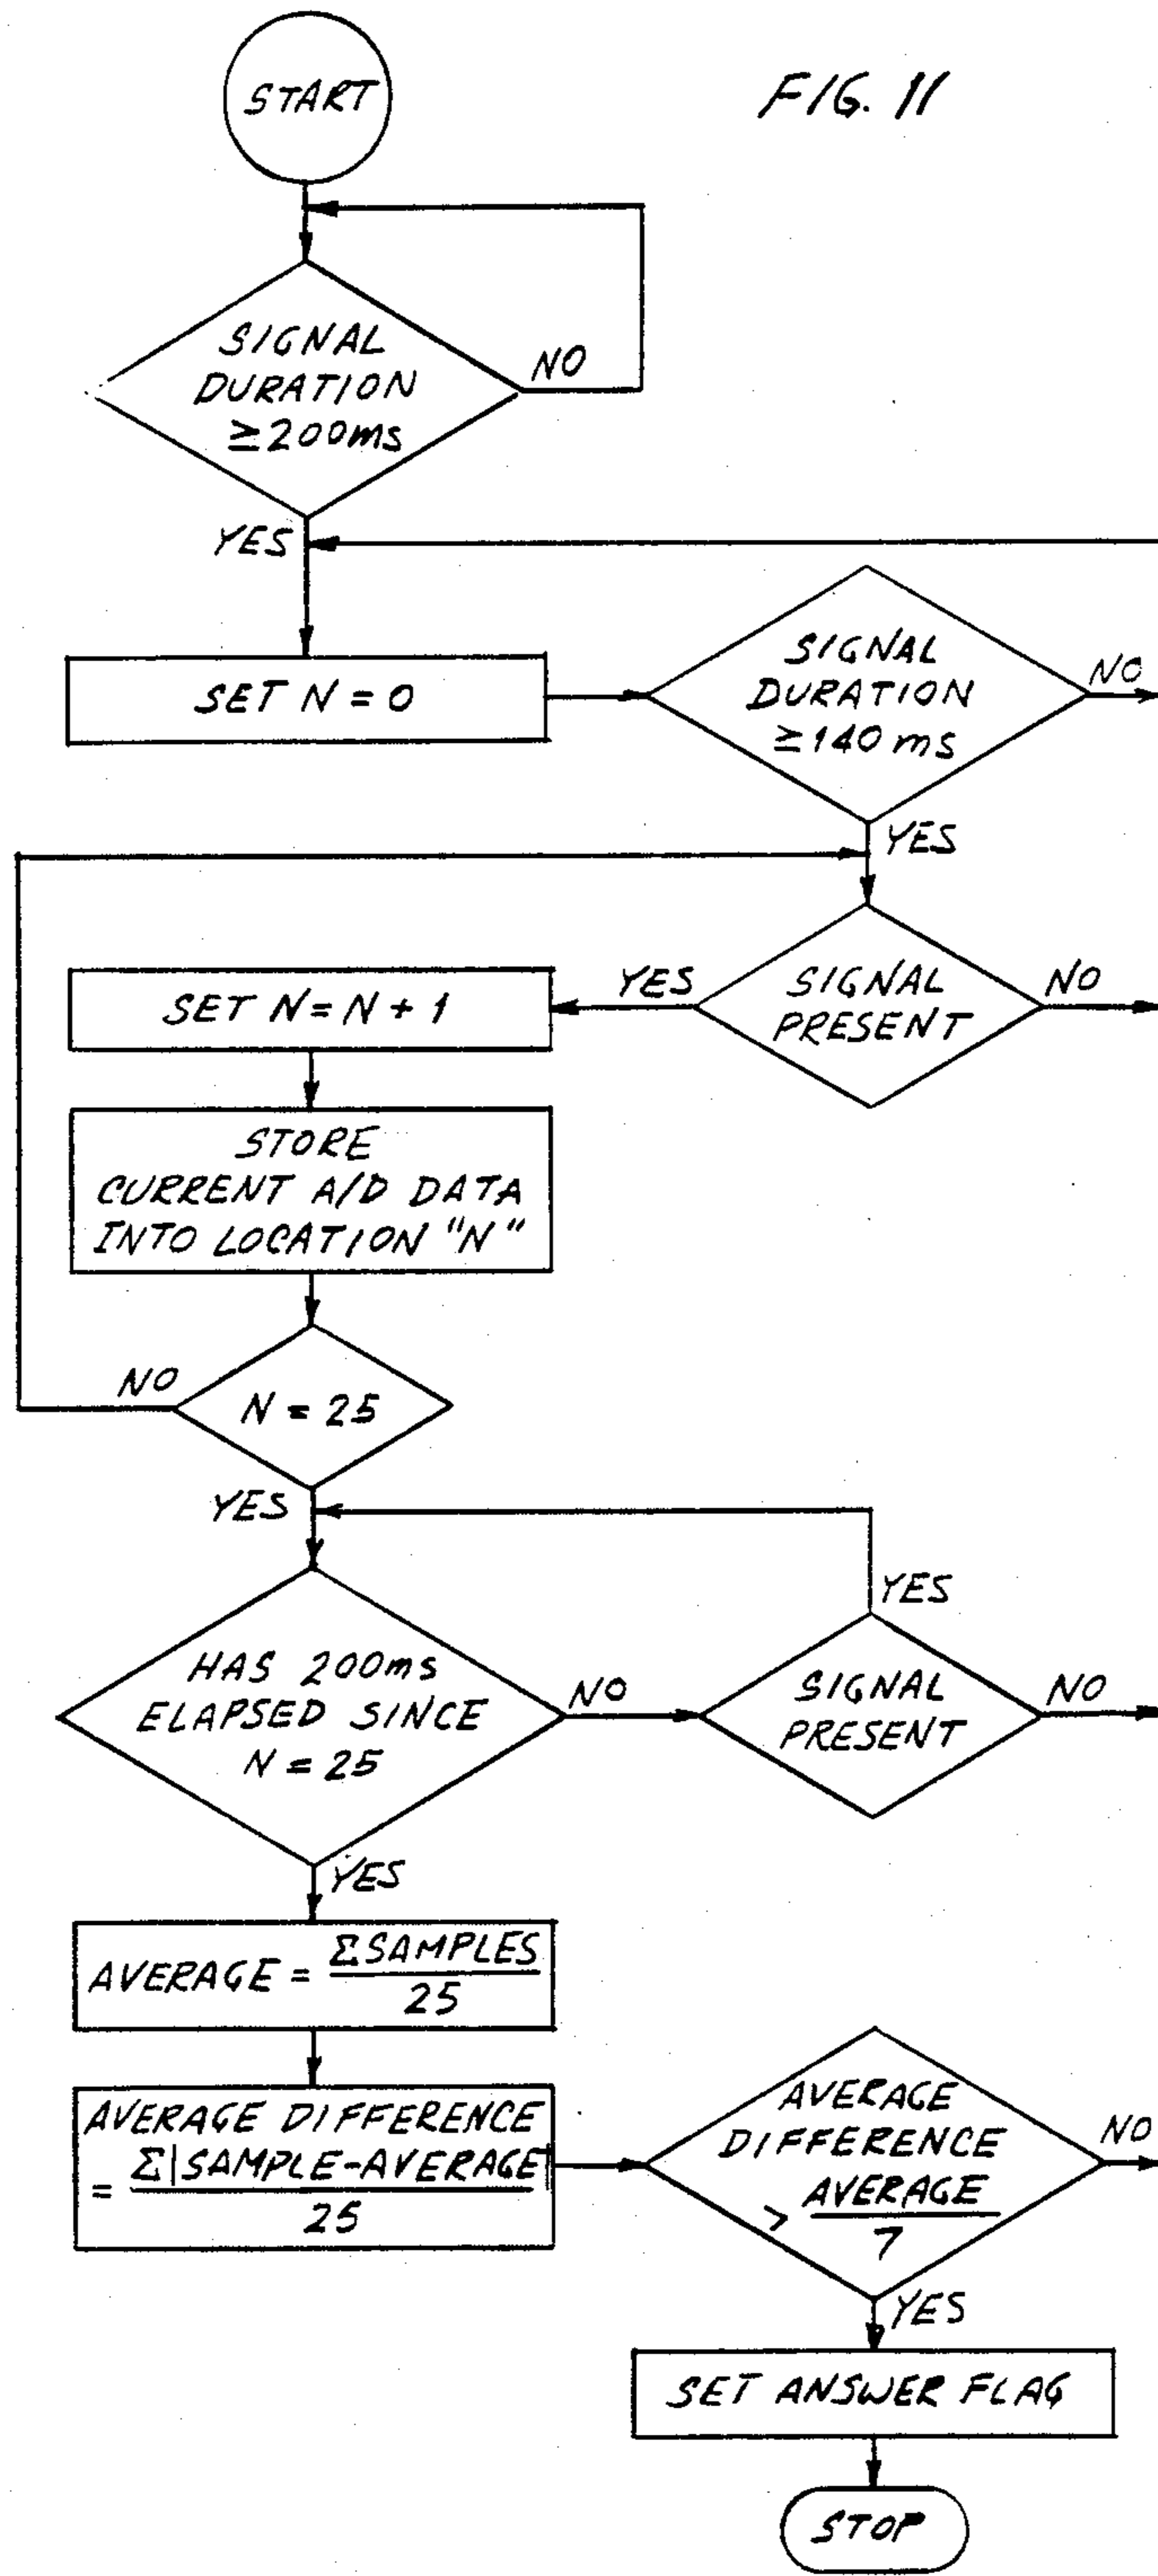 FIG. 11
START
SIGNAL
DURATION
≥200ms
NO
YES
SET N = 0
SIGNAL
DURATION
≥140ms
NO
YES
SIGNAL
PRESENT
YES
NO
SET N = N + 1
STORE
CURRENT A/D DATA
INTO LOCATION "N"
N = 25
NO
YES
HAS 200ms
ELAPSED SINCE
N = 25
NO
SIGNAL
PRESENT
YES
NO
YES
AVERAGE = ΣSAMPLES
25
AVERAGE DIFFERENCE
= Σ|SAMPLE-AVERAGE|
25
AVERAGE
DIFFERENCE
> AVERAGE
7
NO
YES
SET ANSWER FLAG
STOP